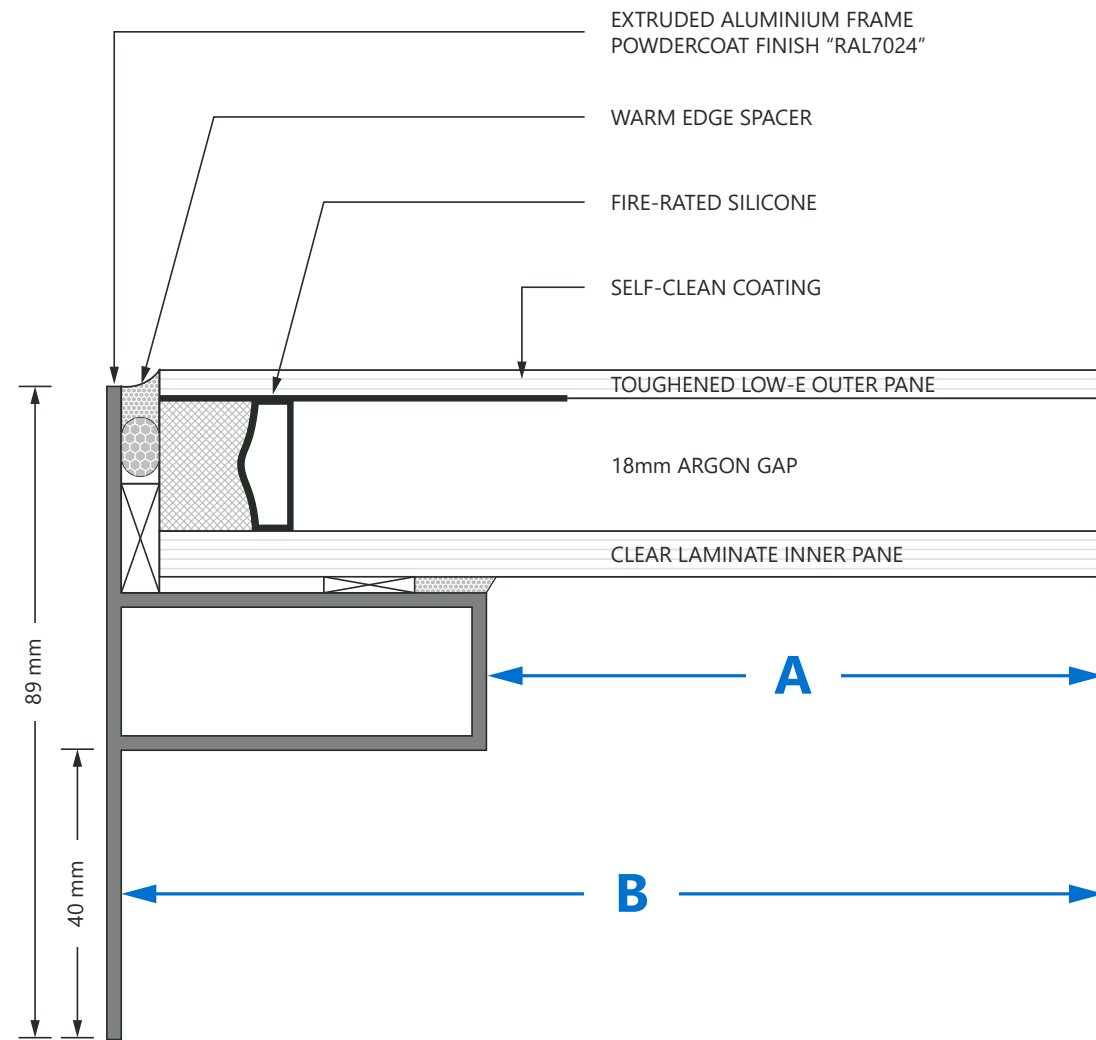 EXTRUDED ALUMINIUM FRAME
POWDERCOAT FINISH “RAL7024”
WARM EDGE SPACER
FIRE-RATED SILICONE
SELF-CLEAN COATING
TOUGHENED LOW-E OUTER PANE
18mm ARGON GAP
CLEAR LAMINATE INNER PANE
89 mm
A
40 mm
B